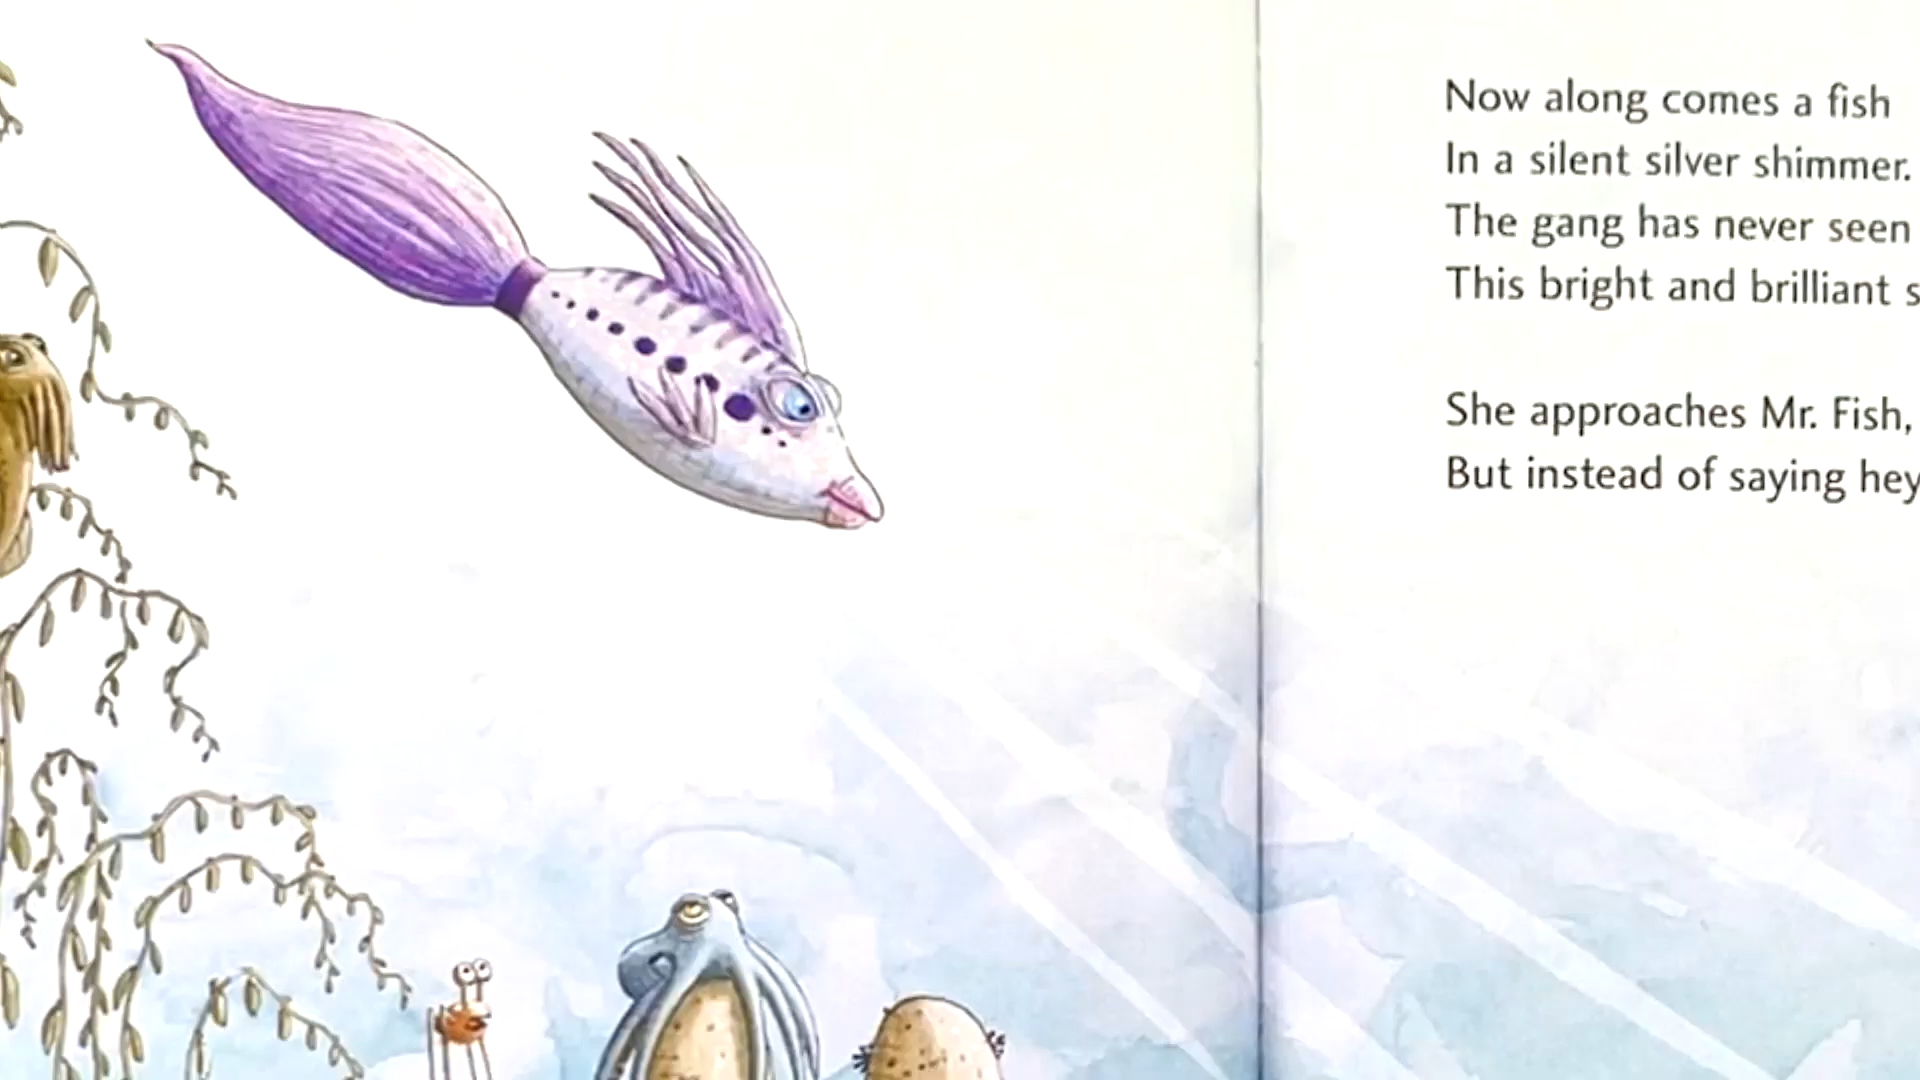 Now along comes a fish
In a silent silver shimmer.
The gang has never seen
This bright and brilliant s

She approaches Mr. Fish,
But instead of saying hey